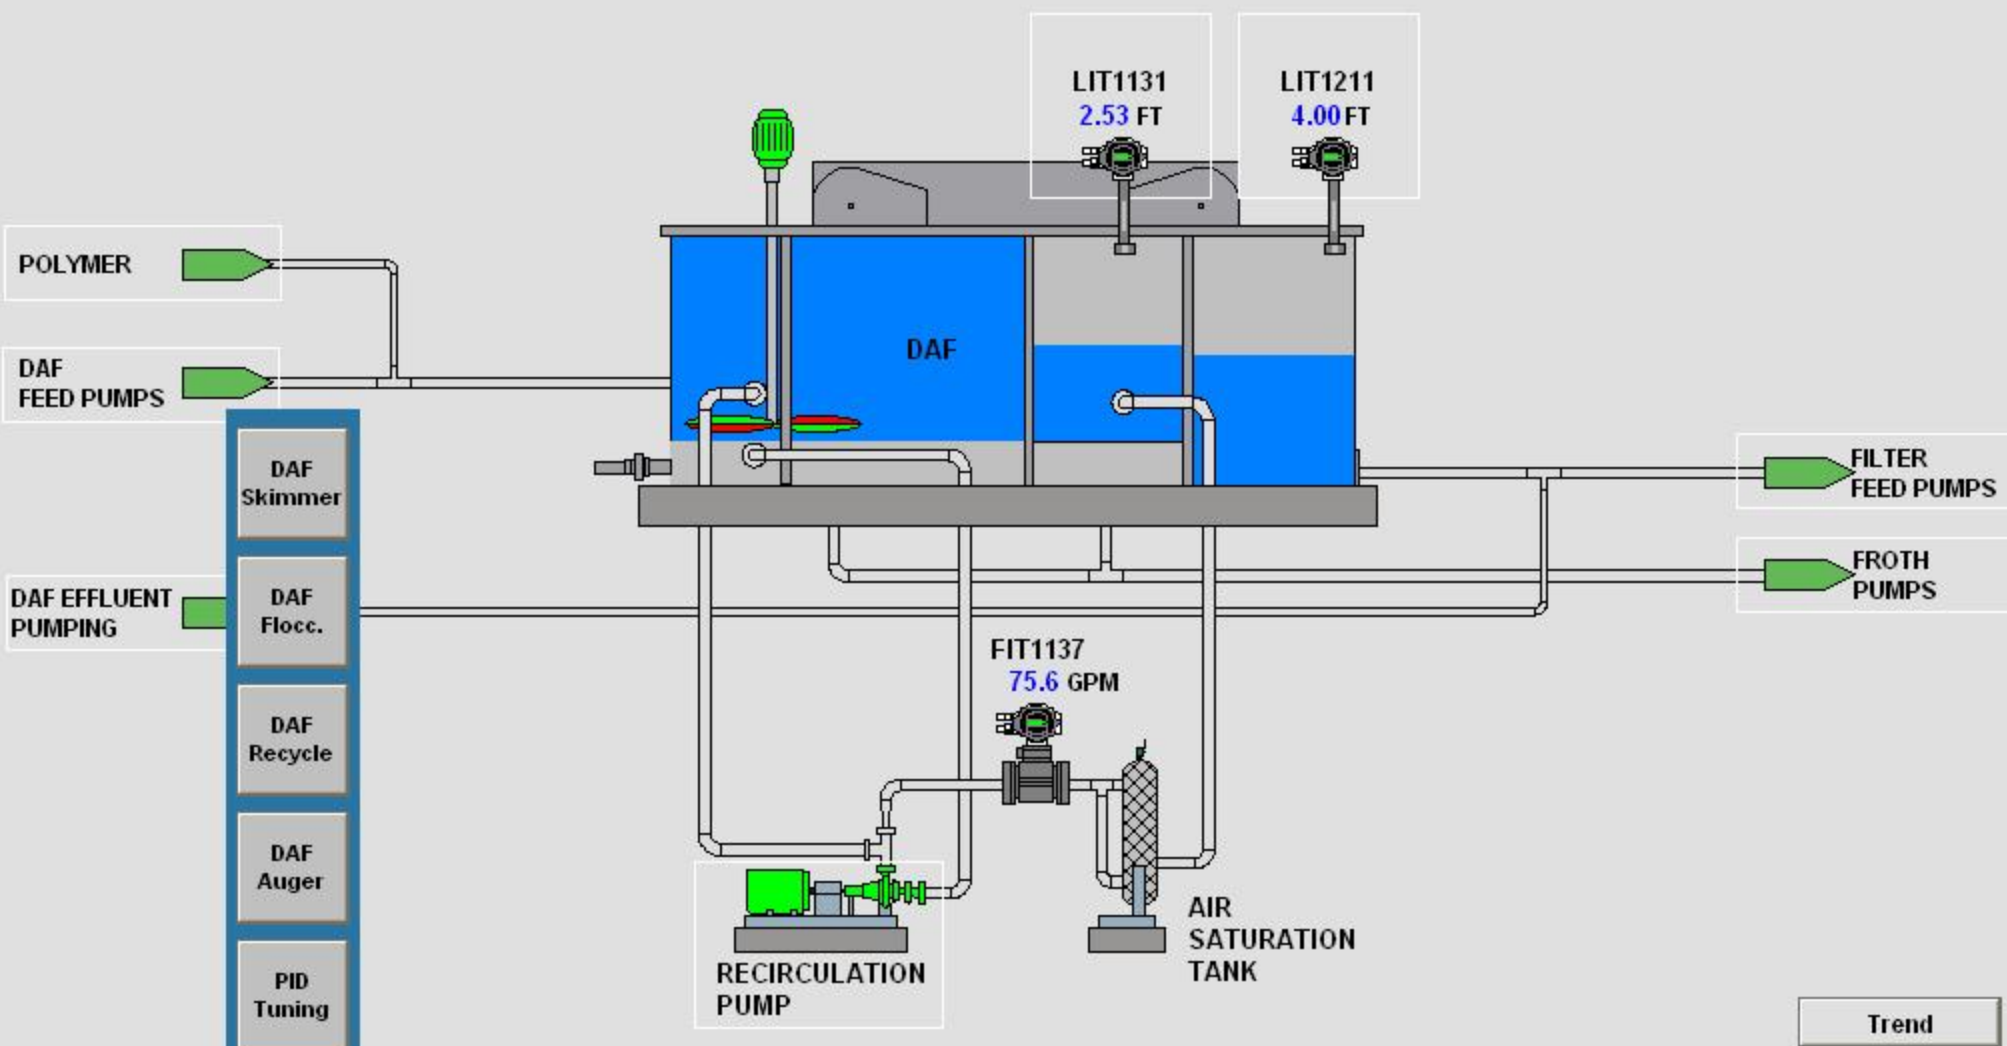 LIT1131
2.53 FT
LIT1211
4.00 FT
POLYMER
DAF
FEED PUMPS
DAF
DAF
Skimmer
FILTER
FEED PUMPS
DAF EFFLUENT
PUMPING
DAF
Flocc.
FROTH
PUMPS
FIT1137
75.6 GPM
DAF
Recycle
DAF
Auger
AIR
SATURATION
TANK
RECIRCULATION
PUMP
PID
Tuning
Trend